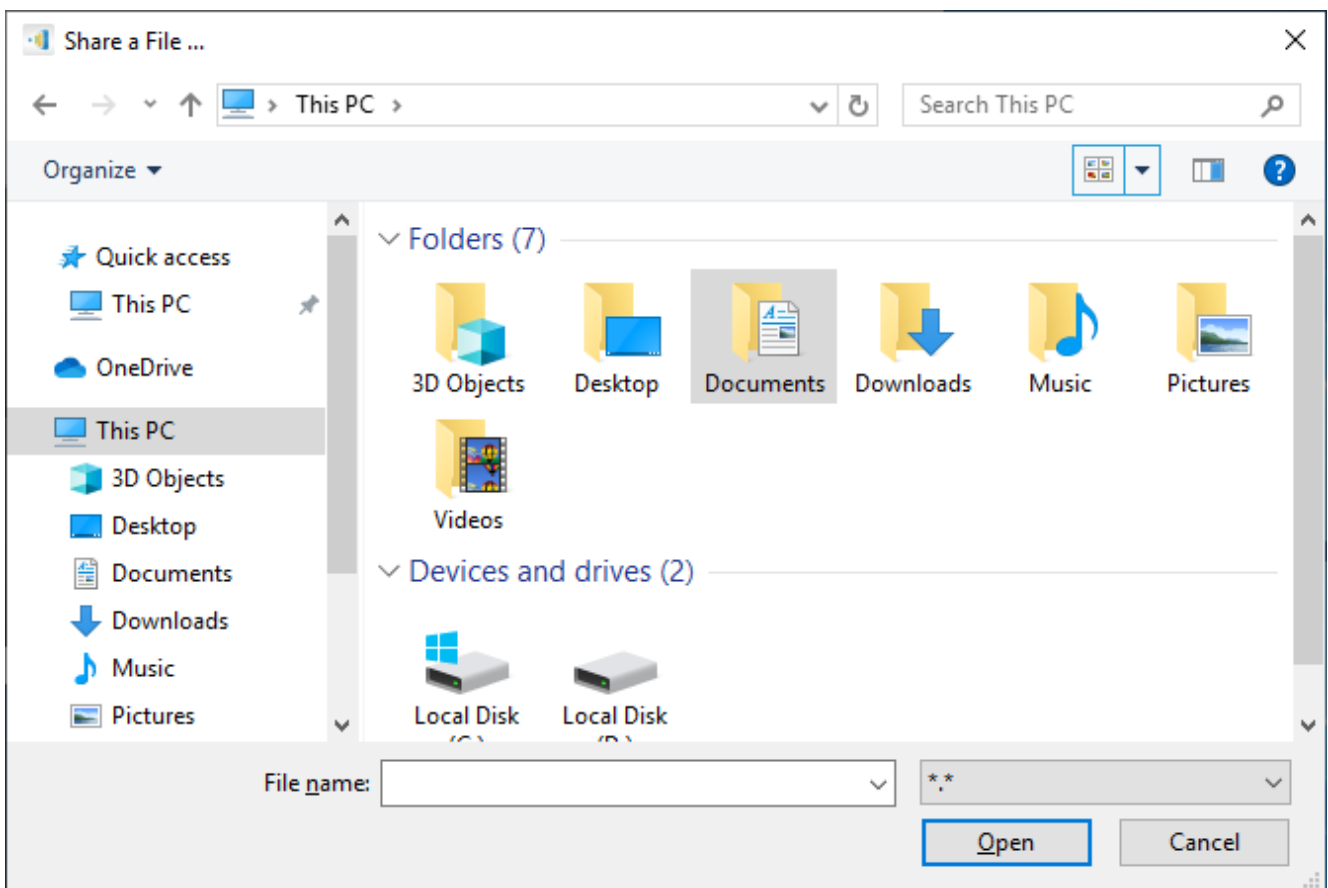 Share a File ...
This PC
Search This PC
Organize
Quick access
This PC
OneDrive
This PC
3D Objects
Desktop
Documents
Downloads
Music
Pictures
Folders (7)
3D Objects
Desktop
Documents
Downloads
Music
Pictures
Videos
Devices and drives (2)
Local Disk
Local Disk
File name:
*.*
Open
Cancel